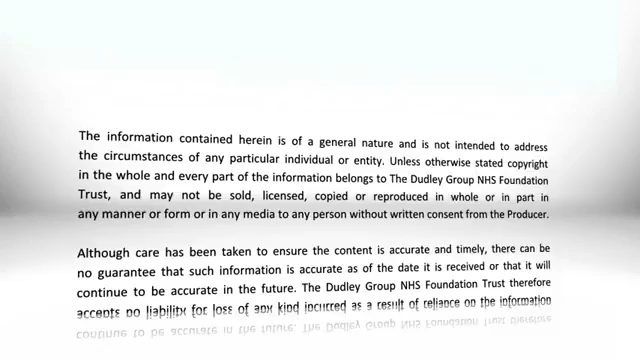 The information contained herein is of a general nature and is not intended to address
the circumstances of any particular individual or entity. Unless otherwise stated copyright
in the whole and every part of the information belongs to The Dudley Group NHS Foundation
Trust, and may not be sold, licensed, copied or reproduced in whole or in part in
any manner or form or in any media to any person without written consent from the Producer.
Although care has been taken to ensure the content is accurate and timely, there can be
no guarantee that such information is accurate as of the date it is received or that it will
continue to be accurate in the future. The Dudley Group NHS Foundation Trust therefore
accepts no liability for loss of any kind incurred as a result of reliance on the information